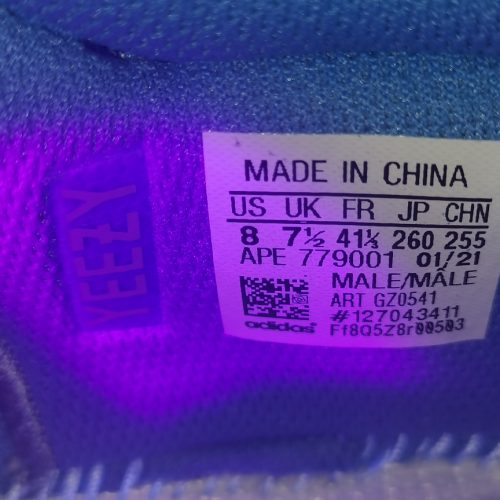 YEEZY
MADE IN CHINA
US UK FR JP CHN
8 7½ 41⅓ 260 255
APE 779001 01/21
MALE/MÂLE
ART GZ0541
#127043411
adidas Ff8Q5Z8r00503